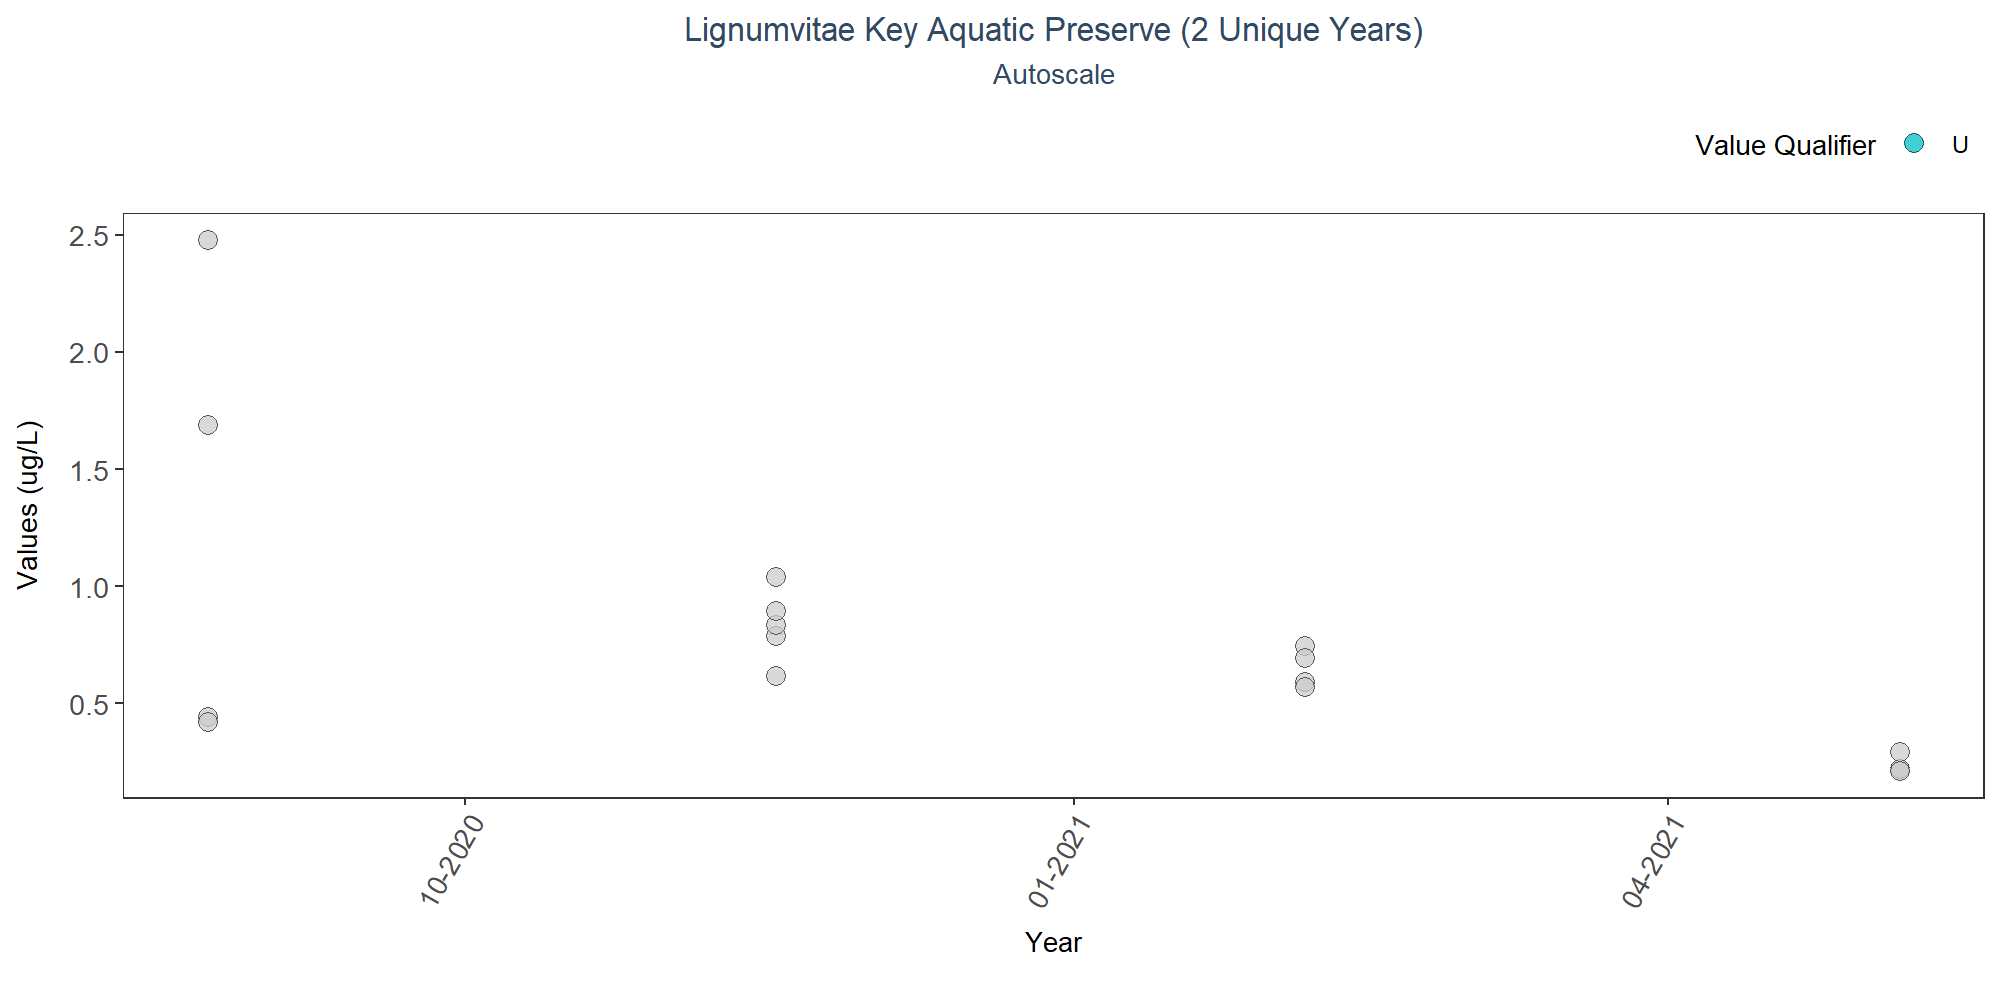 Lignumvitae Key Aquatic Preserve (2 Unique Years)
Autoscale
Value Qualifier U
2.5
2.0
1.5
1.0
0.5
Values (ug/L)
10-2020
01-2021
04-2021
Year